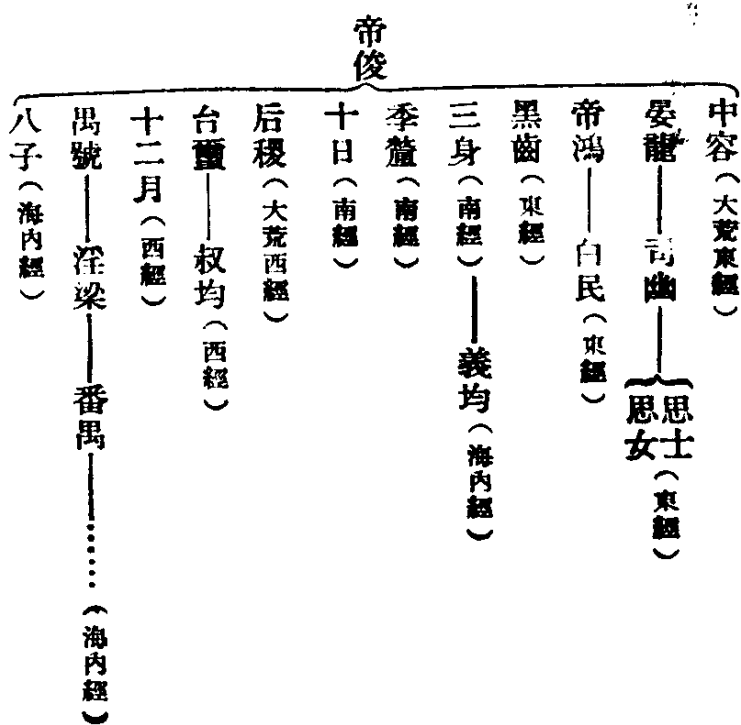 帝俊
中容（大荒東經）
晏龍——司幽——思士 思女（東經）
帝鴻——白民（東經）
黑齒（東經）
三身（南經）——義均（海內經）
季釐（南經）
十日（南經）
后稷（大荒西經）
台璽——叔均（西經）
十二月（西經）
禺號——淫梁——番禺——……（海內經）
八子（海內經）